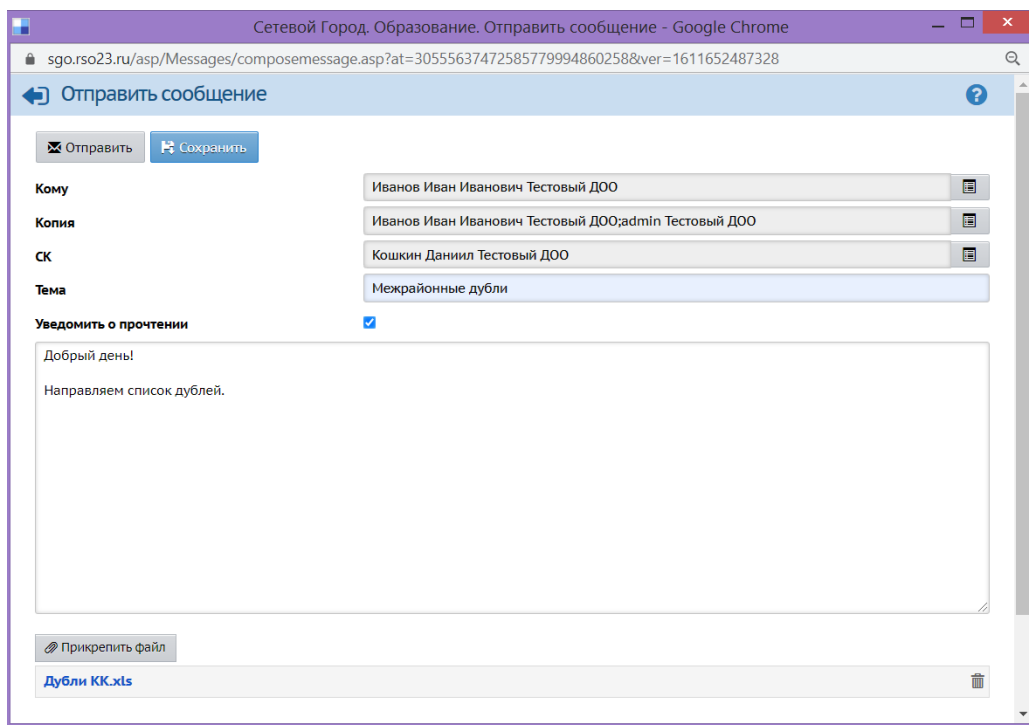 Сетевой Город. Образование. Отправить сообщение - Google Chrome
sgo.rso23.ru/asp/Messages/composemessage.asp?at=305556374725857799948602588&ver=1611652487328
Отправить сообщение
Отправить Сохранить
Кому Иванов Иван Иванович Тестовый ДОО
Копия Иванов Иван Иванович Тестовый ДОО;admin Тестовый ДОО
СК Кошкин Даниил Тестовый ДОО
Тема Межрайонные дубли
Уведомить о прочтении
Добрый день!
Направляем список дублей.
Прикрепить файл
Дубли КК.xls